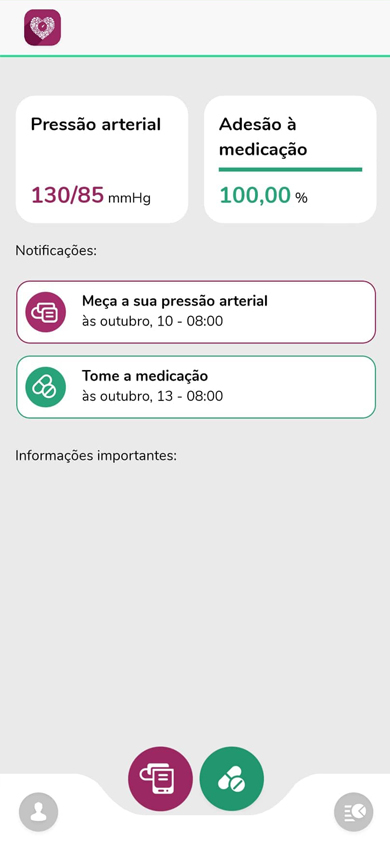 Pressão arterial
130/85 mmHg
Adesão à
medicação
100,00 %
Notificações:
Meça a sua pressão arterial
às outubro, 10 - 08:00
Tome a medicação
às outubro, 13 - 08:00
Informações importantes: